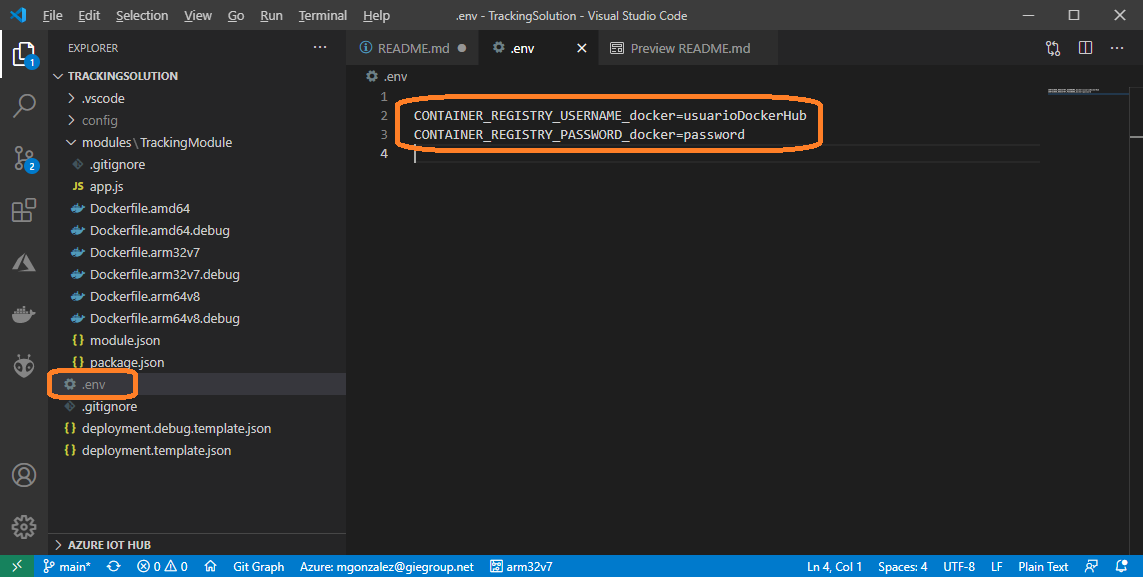 File Edit Selection View Go Run Terminal Help .env - TrackingSolution - Visual Studio Code
EXPLORER ···
README.md .env Preview README.md ···
1
2
TRACKINGSOLUTION
.vscode
config
modules\TrackingModule
.gitignore
JS app.js
Dockerfile.amd64
Dockerfile.amd64.debug
Dockerfile.arm32v7
Dockerfile.arm32v7.debug
Dockerfile.arm64v8
Dockerfile.arm64v8.debug
{} module.json
{} package.json
.env
.gitignore
{} deployment.debug.template.json
{} deployment.template.json
AZURE IOT HUB
.env
1
2 CONTAINER_REGISTRY_USERNAME_docker=usuarioDockerHub
3 CONTAINER_REGISTRY_PASSWORD_docker=password
4
main* 0 0 Git Graph Azure: mgonzalez@giegroup.net arm32v7 Ln 4, Col 1 Spaces: 4 UTF-8 LF Plain Text